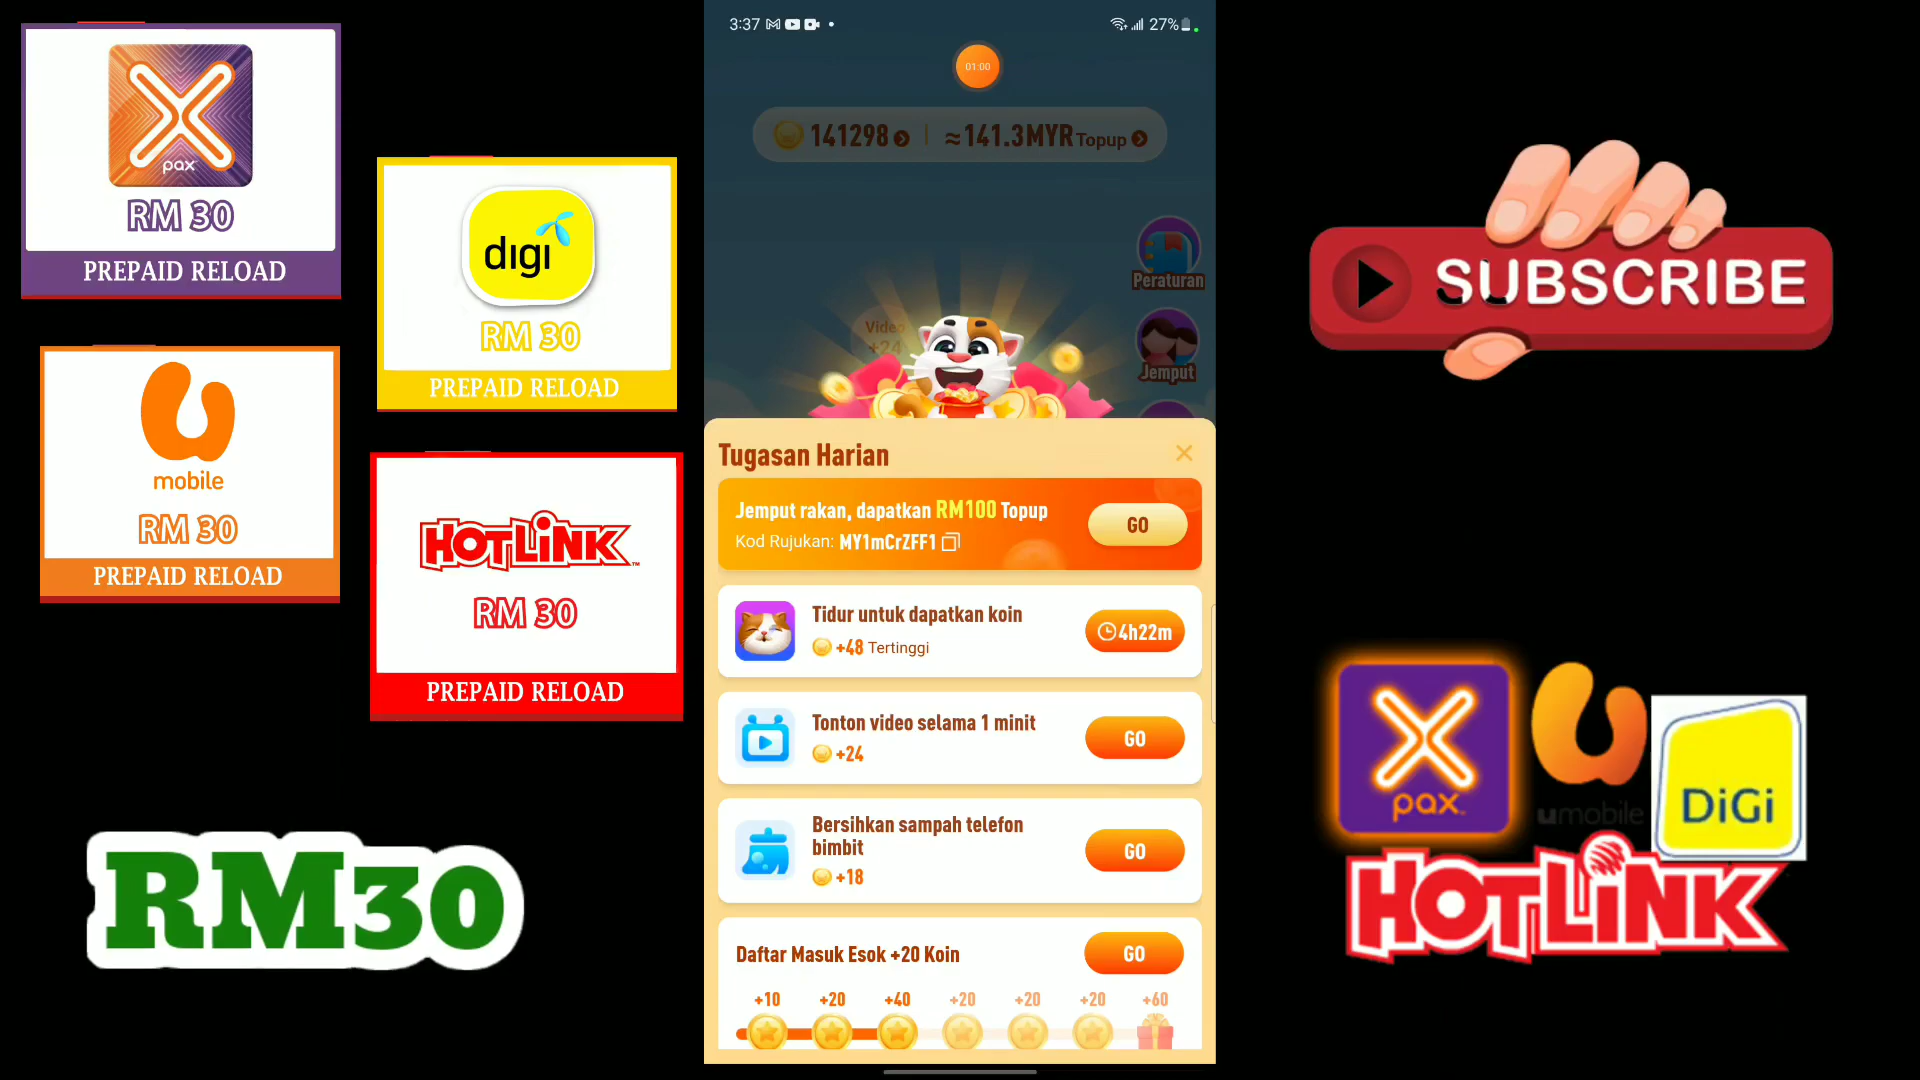 pax
RM 30
PREPAID RELOAD
digi
RM 30
PREPAID RELOAD
mobile
RM 30
PREPAID RELOAD
HOTLINK™
RM 30
PREPAID RELOAD
RM30
3:37
27%
01:00
141298
≈141.3MYR Topup
Peraturan
Video
+24
Jemput
Tugasan Harian
Jemput rakan, dapatkan RM100 Topup
Kod Rujukan: MY1mCrZFF1
GO
Tidur untuk dapatkan koin
+48 Tertinggi
4h22m
Tonton video selama 1 minit
+24
GO
Bersihkan sampah telefon
bimbit
+18
GO
Daftar Masuk Esok +20 Koin
GO
+10 +20 +40 +20 +20 +20 +60
SUBSCRIBE
pax™
umobile
DiGi
HOTLINK